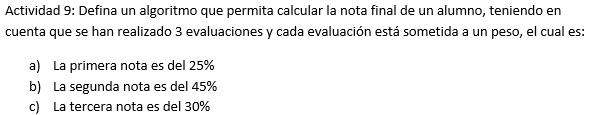 Actividad 9: Defina un algoritmo que permita calcular la nota final de un alumno, teniendo en
cuenta que se han realizado 3 evaluaciones y cada evaluación está sometida a un peso, el cual es:
a) La primera nota es del 25%
b) La segunda nota es del 45%
c) La tercera nota es del 30%